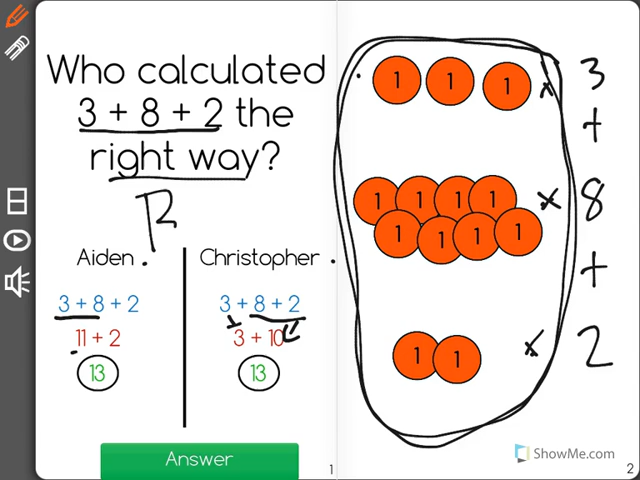 Who calculated
3 + 8 + 2 the
right way?
Aiden
3 + 8 + 2
11 + 2
13
Christopher
3 + 8 + 2
3 + 10
13
Answer
1
1 1 1 × 3
+
1 1 1 1 × 8
1 1 1 1
+
1 1 × 2
ShowMe.com
2